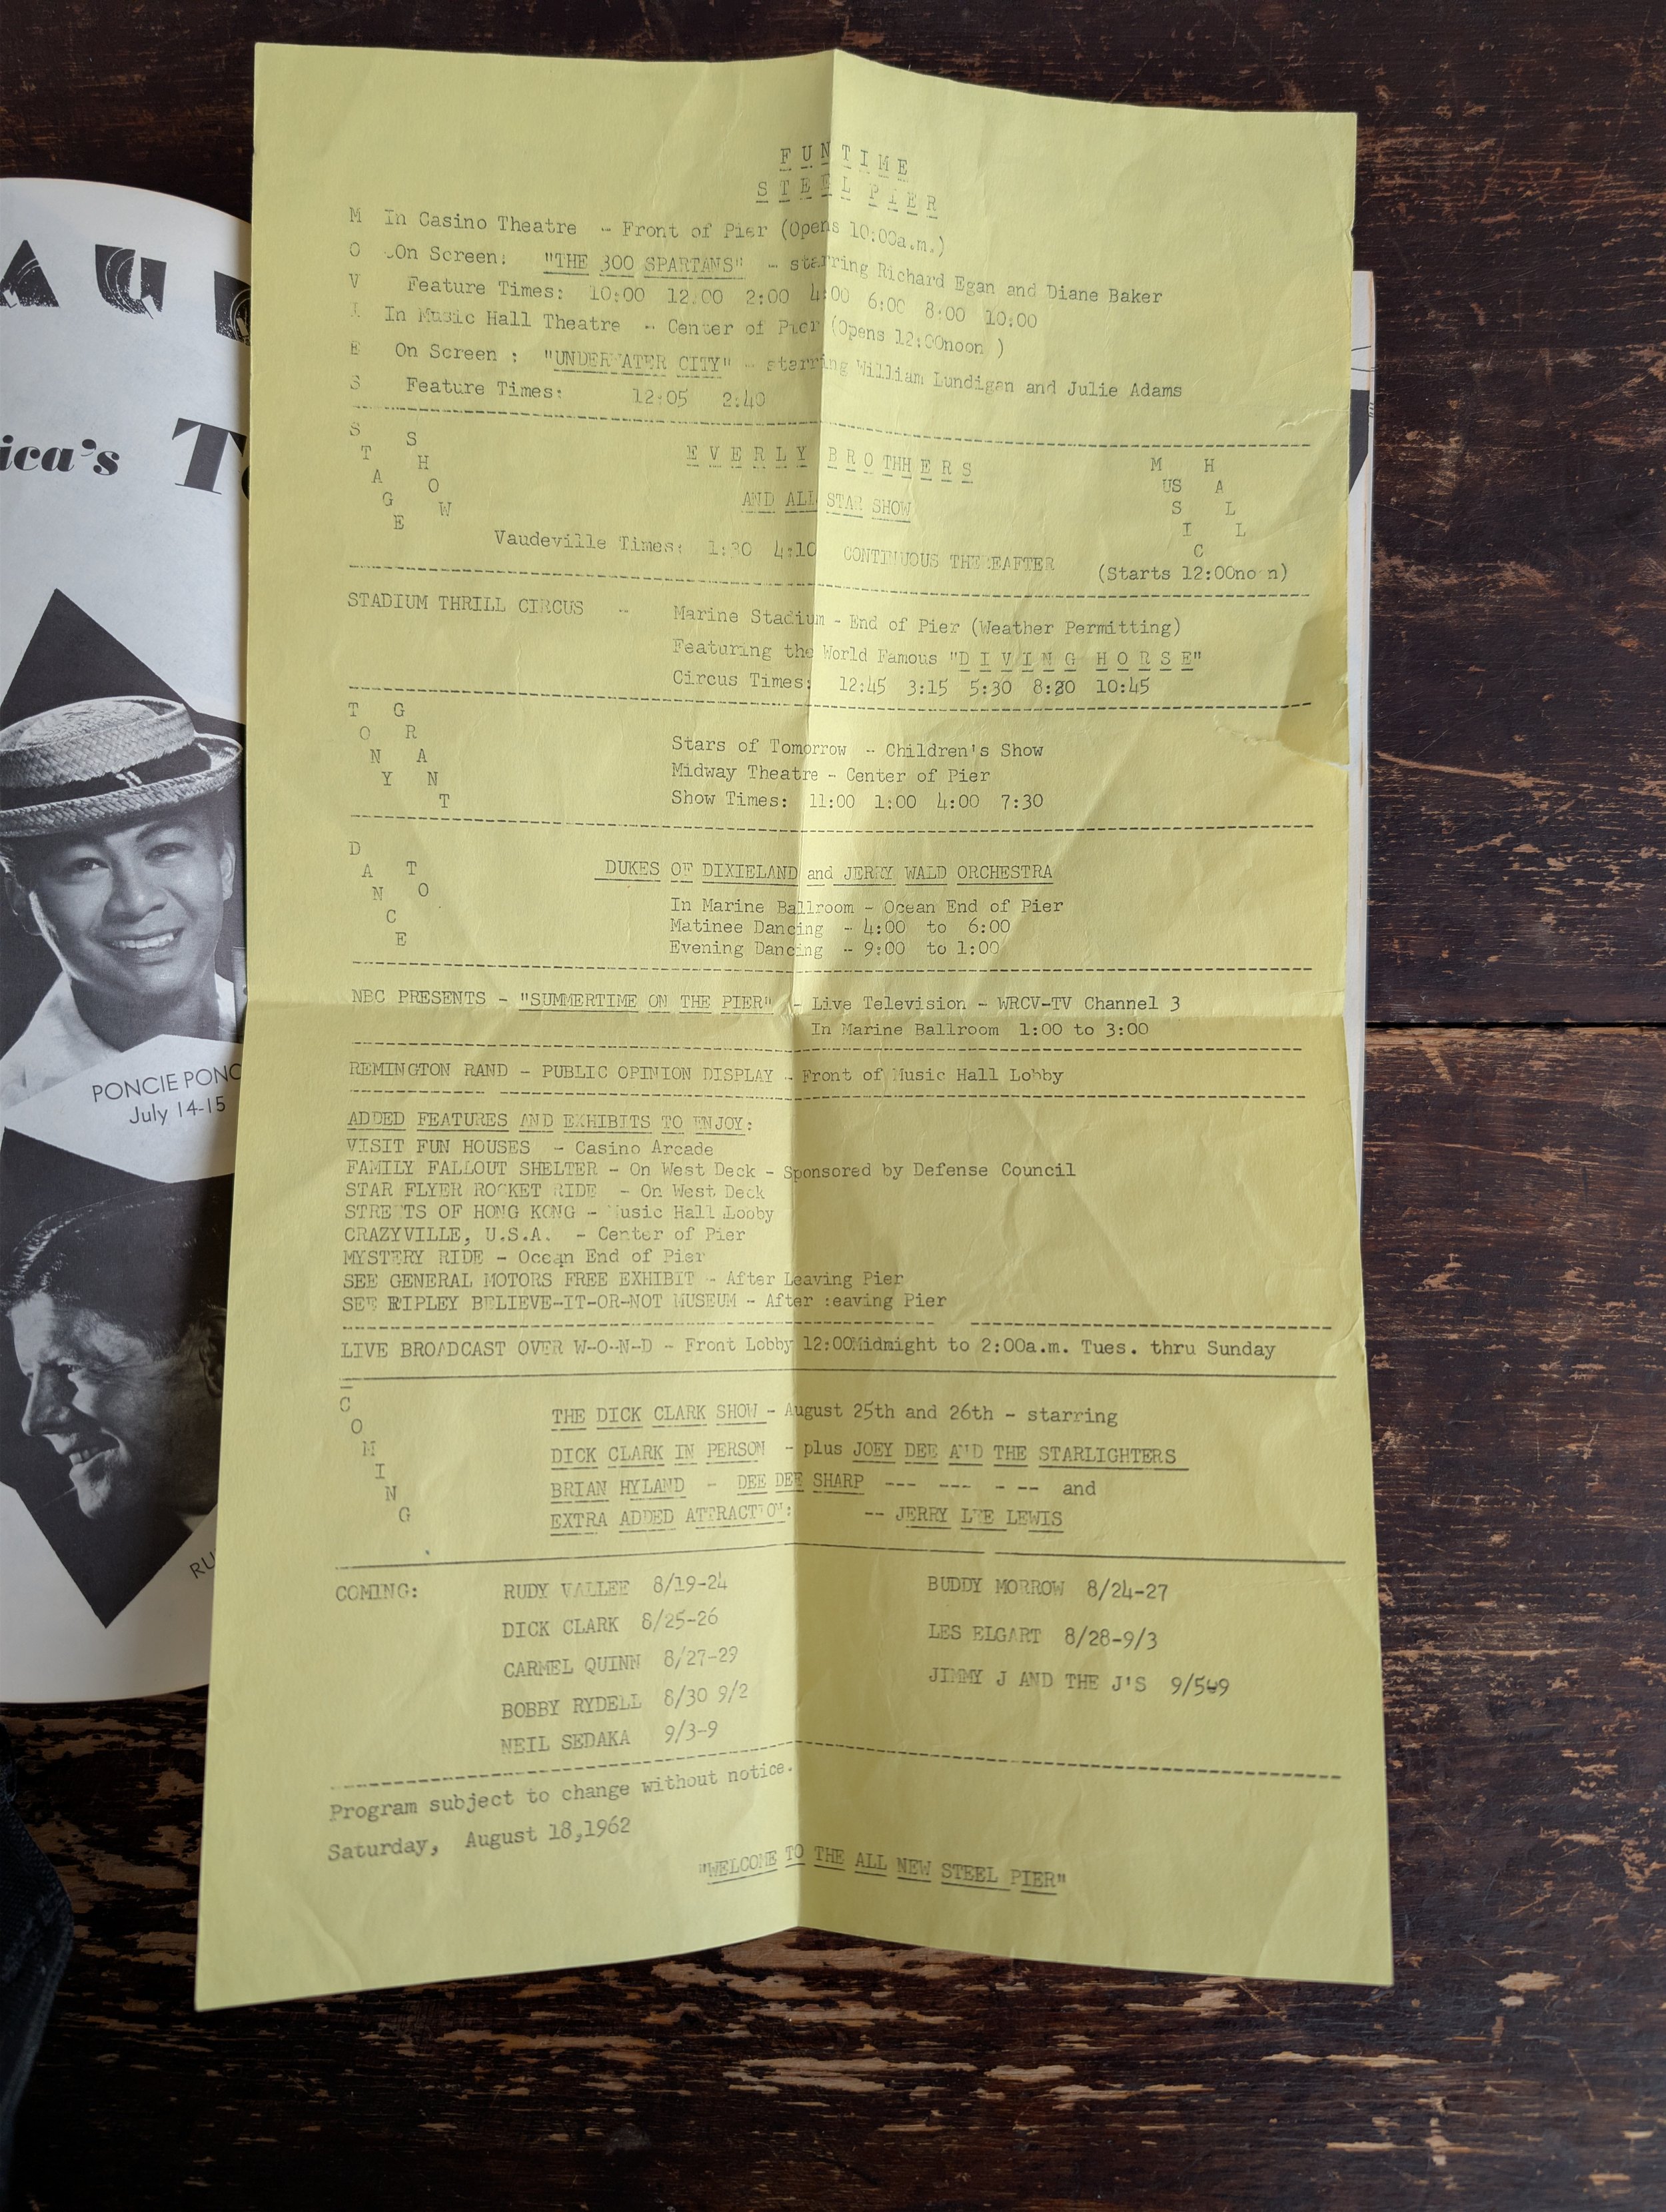 FUNTIME
STEEL PIER
M In Casino Theatre - Front of Pier (Opens 10:00a.m.)
O On Screen: "THE 300 SPARTANS" - starring Richard Egan and Diane Baker
V Feature Times: 10:00 12:00 2:00 4:00 6:00 8:00 10:00
I In Music Hall Theatre - Center of Pier (Opens 12:00noon )
E On Screen : "UNDERWATER CITY" - starring William Lundigan and Julie Adams
S Feature Times: 12:05 2:40
STAGE SHOW
EVERLY BROTHHERS
MUSSIC HALL
AND ALL STAR SHOW
Vaudeville Times: 1:30 4:10 CONTINUOUS THEREAFTER (Starts 12:00noon)
STADIUM THRILL CIRCUS - Marine Stadium - End of Pier (Weather Permitting)
Featuring the World Famous "DIVING HORSE"
Circus Times: 12:45 3:15 5:30 8:20 10:45
TONY GRANT
Stars of Tomorrow - Children's Show
Midway Theatre - Center of Pier
Show Times: 11:00 1:00 4:00 7:30
DANCE TO
DUKES OF DIXIELAND and JERRY WALD ORCHESTRA
In Marine Ballroom - Ocean End of Pier
Matinee Dancing - 4:00 to 6:00
Evening Dancing - 9:00 to 1:00
NBC PRESENTS - "SUMMERTIME ON THE PIER" - Live Television - WRCV-TV Channel 3
In Marine Ballroom 1:00 to 3:00
REMINGTON RAND - PUBLIC OPINION DISPLAY - Front of Music Hall Lobby
ADDED FEATURES AND EXHIBITS TO ENJOY:
VISIT FUN HOUSES - Casino Arcade
FAMILY FALLOUT SHELTER - On West Deck - Sponsored by Defense Council
STAR FLYER ROCKET RIDE - On West Deck
STREETS OF HONG KONG - Music Hall Lobby
CRAZYVILLE, U.S.A. - Center of Pier
MYSTERY RIDE - Ocean End of Pier
SEE GENERAL MOTORS FREE EXHIBIT - After Leaving Pier
SEE RIPLEY BELIEVE-IT-OR-NOT MUSEUM - After leaving Pier
LIVE BROADCAST OVER W-O-N-D - Front Lobby 12:00Midnight to 2:00a.m. Tues. thru Sunday
COMING
THE DICK CLARK SHOW - August 25th and 26th - starring
DICK CLARK IN PERSON - plus JOEY DEE AND THE STARLIGHTERS
BRIAN HYLAND - DEE DEE SHARP --- --- - -- and
EXTRA ADDED ATTRACTION: -- JERRY LEE LEWIS
COMING: RUDY VALLEE 8/19-24 BUDDY MORROW 8/24-27
DICK CLARK 8/25-26 LES ELGART 8/28-9/3
CARMEL QUINN 8/27-29 JIMMY J AND THE J'S 9/5-9
BOBBY RYDELL 8/30 9/2
NEIL SEDAKA 9/3-9
Program subject to change without notice.
Saturday, August 18,1962
"WELCOME TO THE ALL NEW STEEL PIER"
ica's
PONCIE PONC
July 14-15
RU